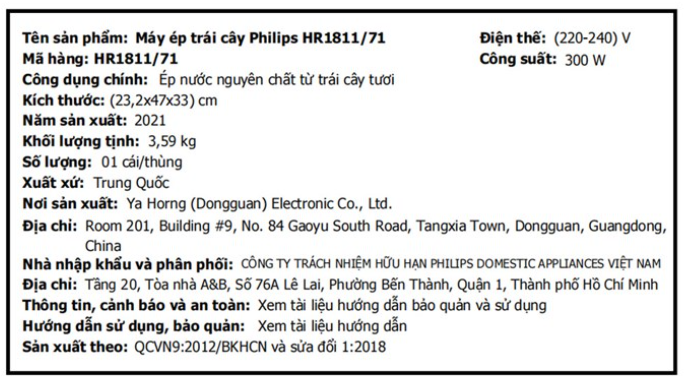 Tên sản phẩm: Máy ép trái cây Philips HR1811/71 Điện thế: (220-240) V
Mã hàng: HR1811/71 Công suất: 300 W
Công dụng chính: Ép nước nguyên chất từ trái cây tươi
Kích thước: (23,2x47x33) cm
Năm sản xuất: 2021
Khối lượng tịnh: 3,59 kg
Số lượng: 01 cái/thùng
Xuất xứ: Trung Quốc
Nơi sản xuất: Ya Horng (Dongguan) Electronic Co., Ltd.
Địa chỉ: Room 201, Building #9, No. 84 Gaoyu South Road, Tangxia Town, Dongguan, Guangdong,
China
Nhà nhập khẩu và phân phối: CÔNG TY TRÁCH NHIỆM HỮU HẠN PHILIPS DOMESTIC APPLIANCES VIỆT NAM
Địa chỉ: Tầng 20, Tòa nhà A&B, Số 76A Lê Lai, Phường Bến Thành, Quận 1, Thành phố Hồ Chí Minh
Thông tin, cảnh báo và an toàn: Xem tài liệu hướng dẫn bảo quản và sử dụng
Hướng dẫn sử dụng, bảo quản: Xem tài liệu hướng dẫn
Sản xuất theo: QCVN9:2012/BKHCN và sửa đổi 1:2018